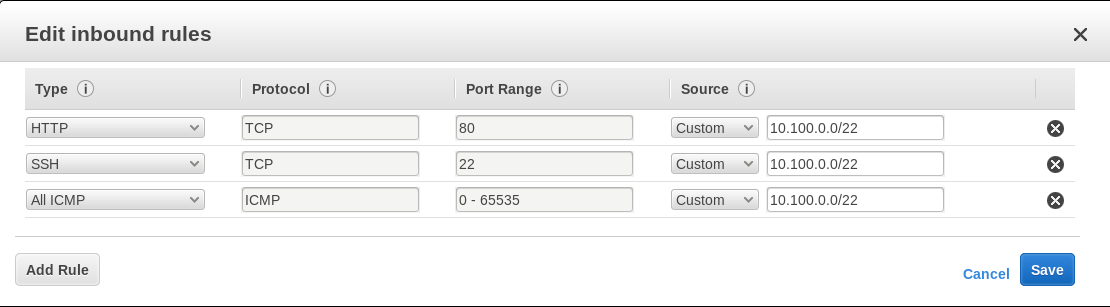 Edit inbound rules
Type Protocol Port Range Source
HTTP TCP 80 Custom 10.100.0.0/22
SSH TCP 22 Custom 10.100.0.0/22
All ICMP ICMP 0 - 65535 Custom 10.100.0.0/22
Add Rule Cancel Save